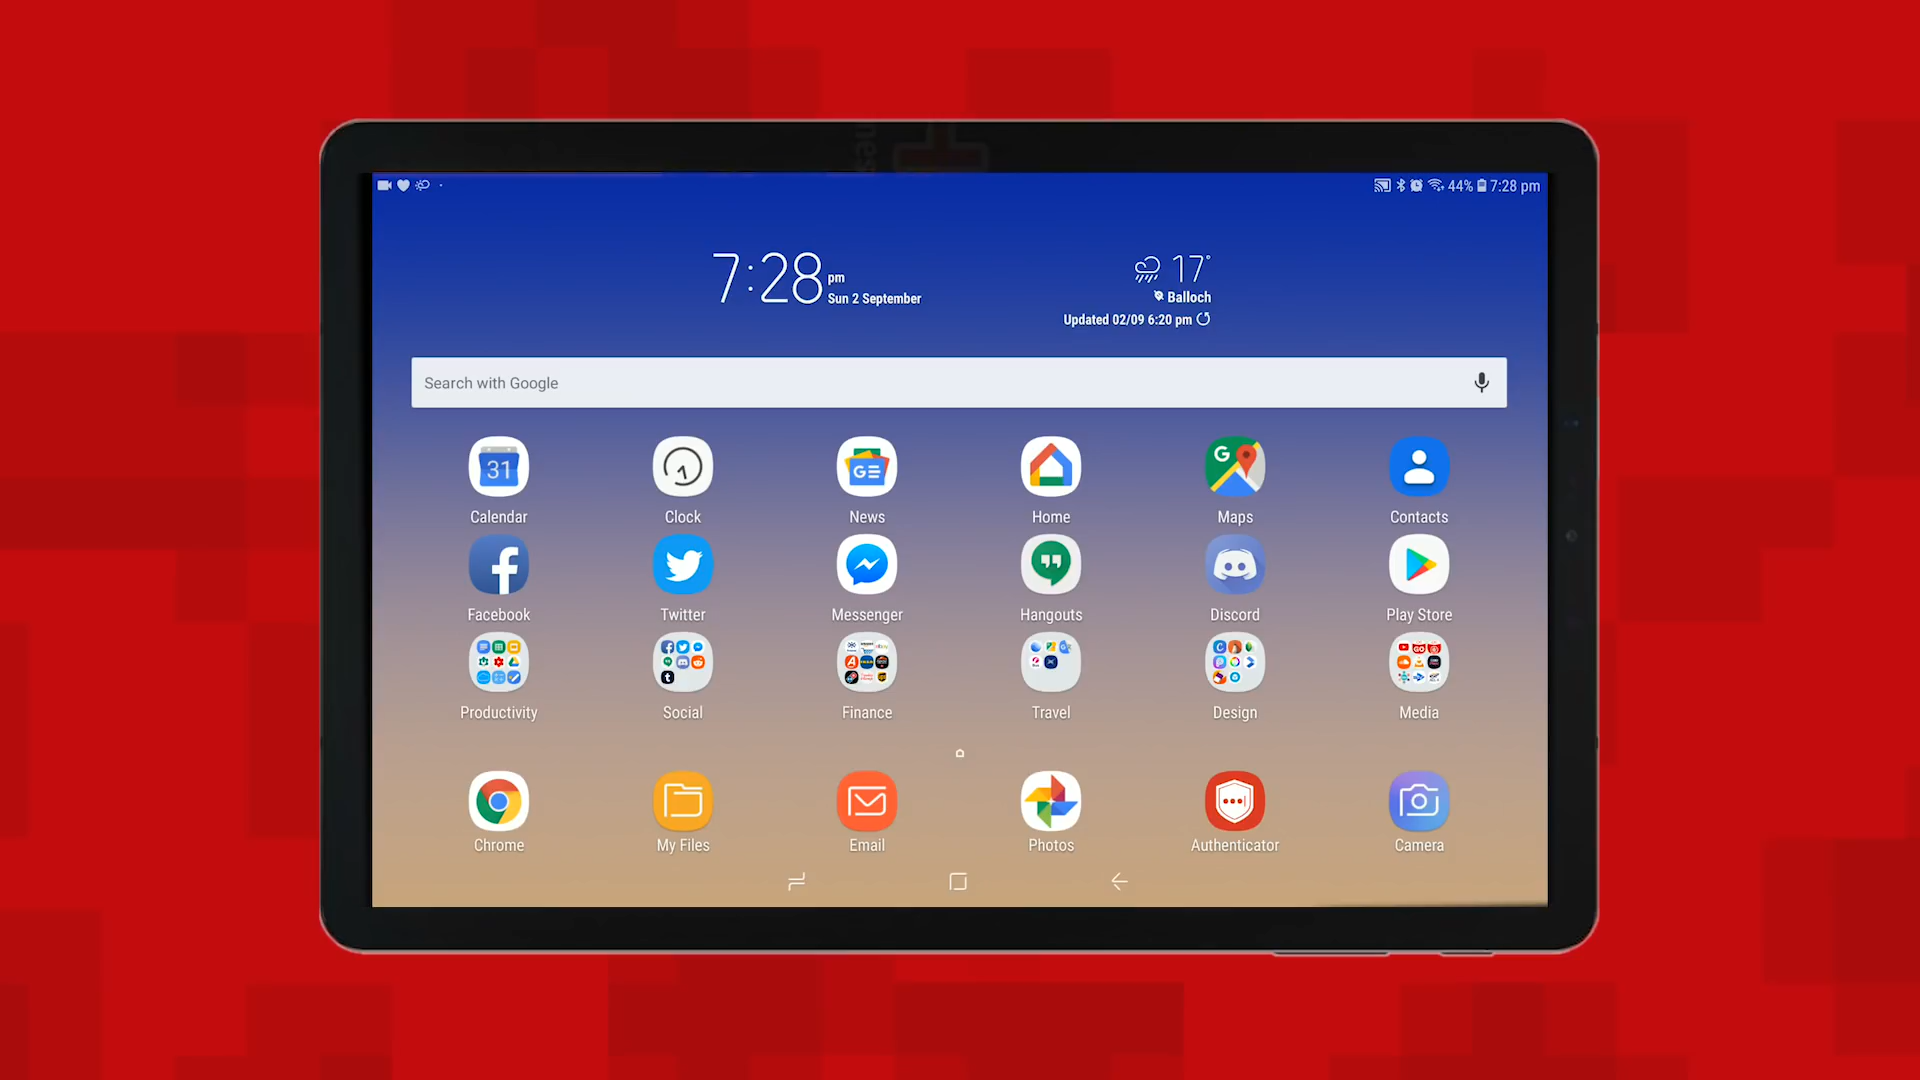 44% 7:28 pm
7:28 pm
Sun 2 September
17°
Balloch
Updated 02/09 6:20 pm
Search with Google
31
G
Calendar Clock News Home Maps Contacts
Facebook Twitter Messenger Hangouts Discord Play Store
Productivity Social Finance Travel Design Media
Chrome My Files Email Photos Authenticator Camera